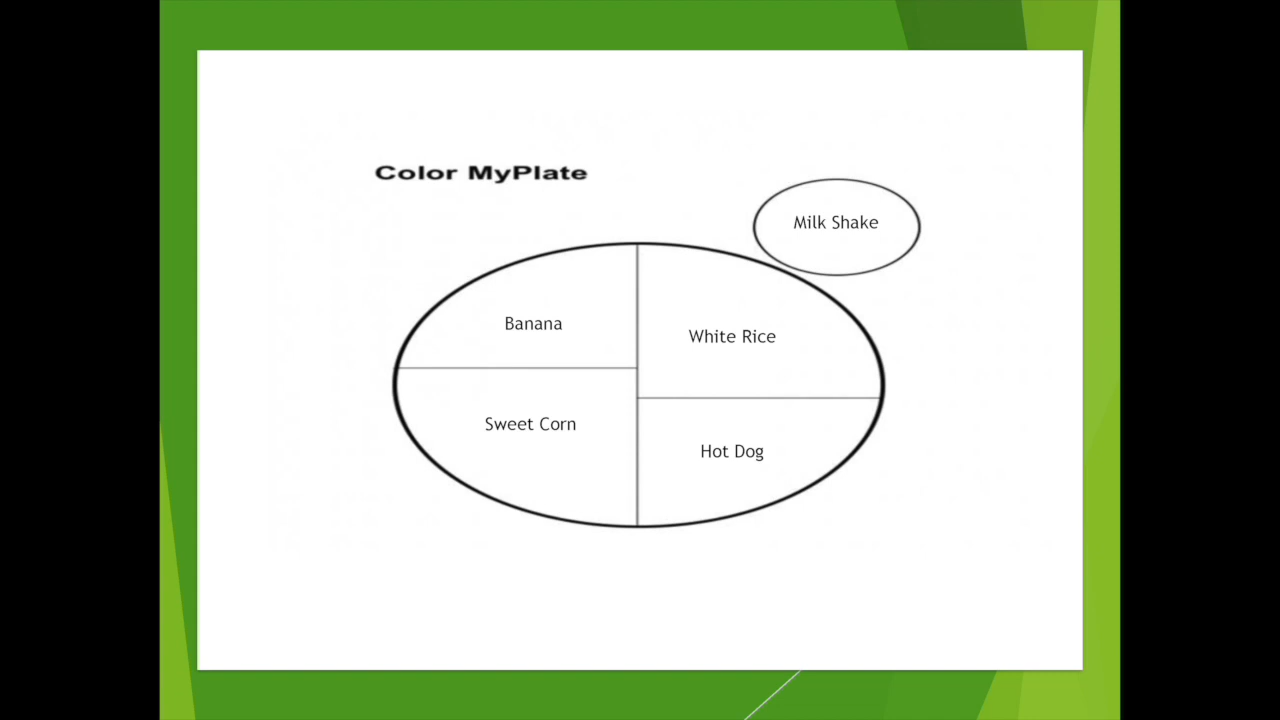 Color MyPlate
Milk Shake
Banana
White Rice
Sweet Corn
Hot Dog